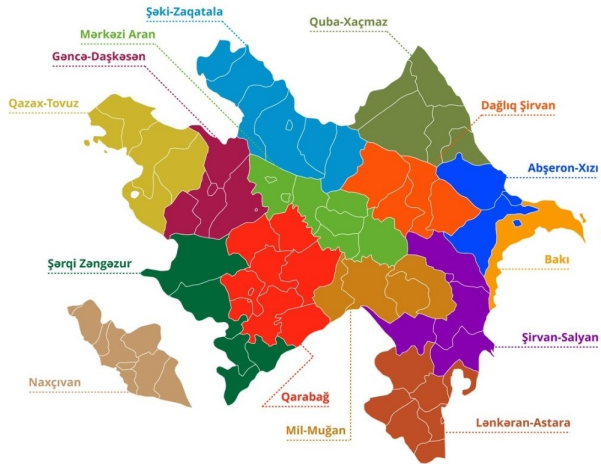 Şəki-Zaqatala
Quba-Xaçmaz
Mərkəzi Aran
Gəncə-Daşkəsən
Qazax-Tovuz
Dağlıq Şirvan
Abşeron-Xızı
Şərqi Zəngəzur
Bakı
Şirvan-Salyan
Naxçıvan
Qarabağ
Lənkəran-Astara
Mil-Muğan